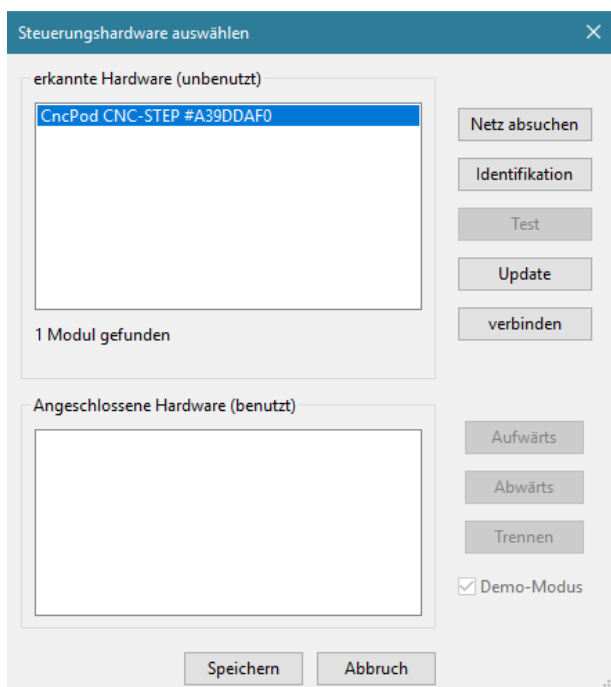 Steuerungshardware auswählen
erkannte Hardware (unbenutzt)
CncPod CNC-STEP #A39DDAF0
Netz absuchen
Identifikation
Test
Update
verbinden
1 Modul gefunden
Angeschlossene Hardware (benutzt)
Aufwärts
Abwärts
Trennen
Demo-Modus
Speichern
Abbruch